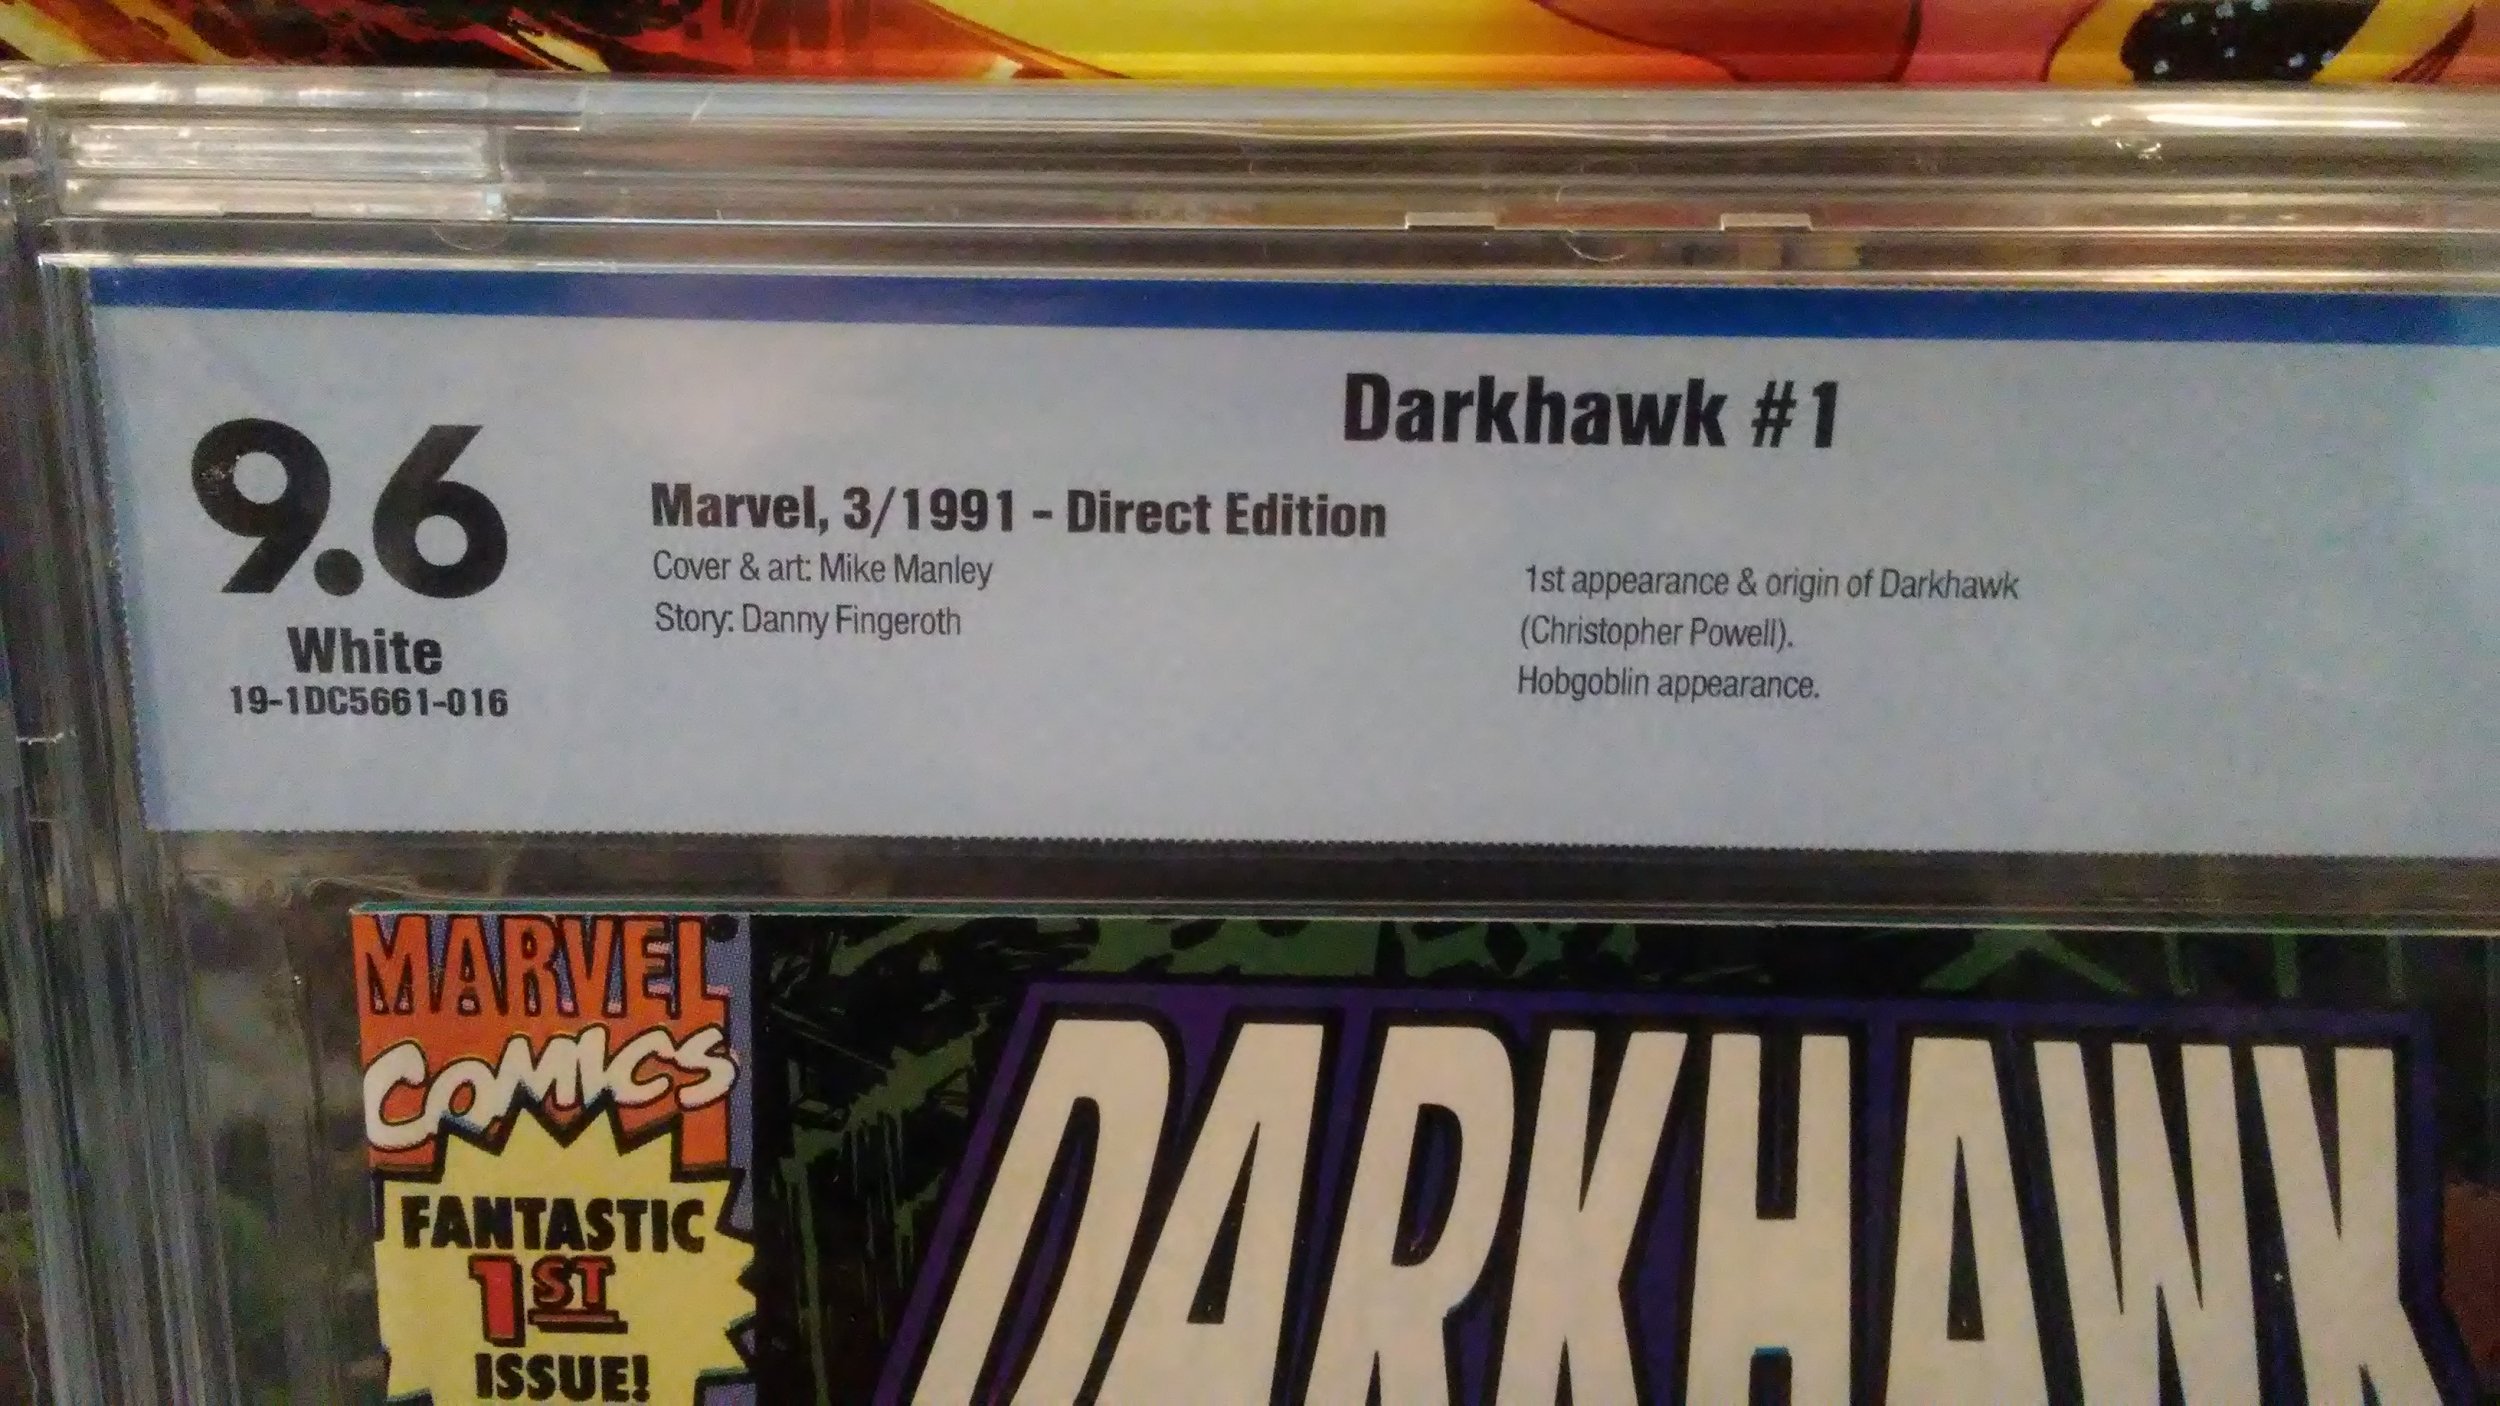 Darkhawk #1
9.6
White
19-1DC5661-016
Marvel, 3/1991 - Direct Edition
Cover & art: Mike Manley
Story: Danny Fingeroth
1st appearance & origin of Darkhawk
(Christopher Powell).
Hobgoblin appearance.
MARVEL
COMICS
FANTASTIC
1ST
ISSUE!
DARKHAWK